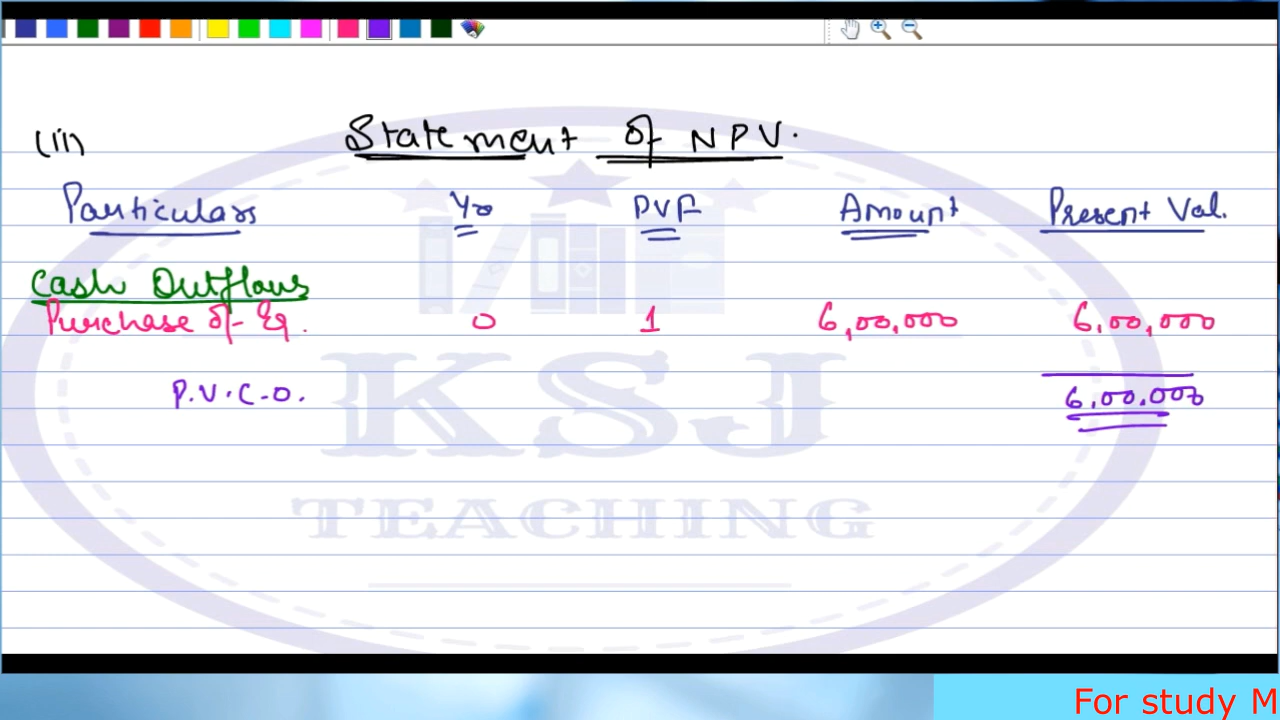 (ii) Statement of NPV.
Particulars Yr PVF Amount Present Val.
Cash Outflows
Purchase of Eq. 0 1 6,00,000 6,00,000
P.V.C.O. 6,00,000
KSJ
TEACHING
For study M